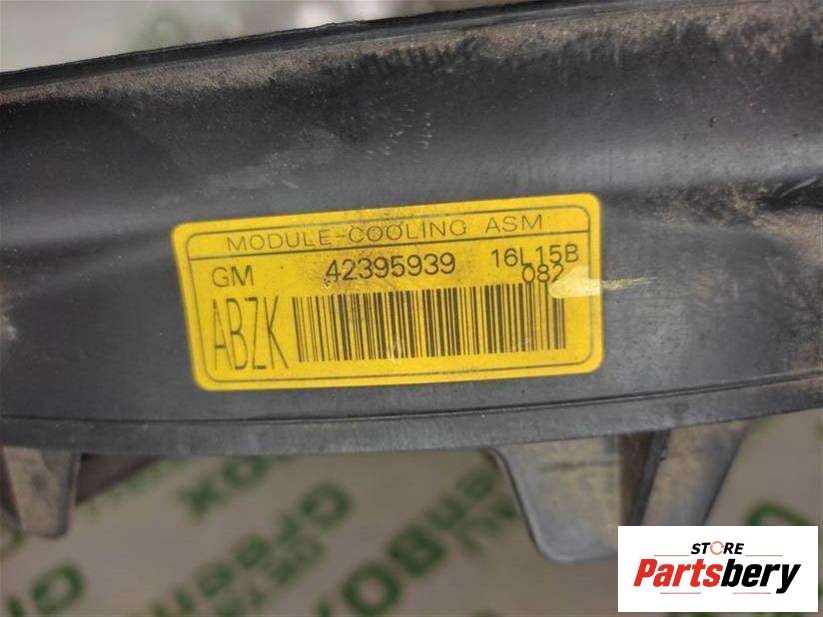 MODULE-COOLING ASM
GM 42395939 16L15B
082
ABZK
STORE
Partsbery